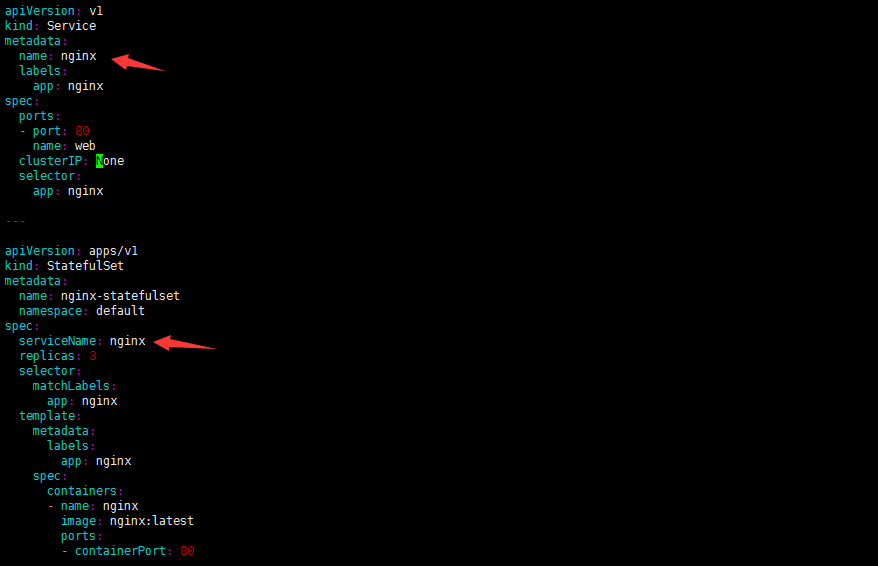 apiVersion: v1
kind: Service
metadata:
  name: nginx
  labels:
    app: nginx
spec:
  ports:
  - port: 80
    name: web
  clusterIP: None
  selector:
    app: nginx

---

apiVersion: apps/v1
kind: StatefulSet
metadata:
  name: nginx-statefulset
  namespace: default
spec:
  serviceName: nginx
  replicas: 3
  selector:
    matchLabels:
      app: nginx
  template:
    metadata:
      labels:
        app: nginx
    spec:
      containers:
      - name: nginx
        image: nginx:latest
        ports:
        - containerPort: 80